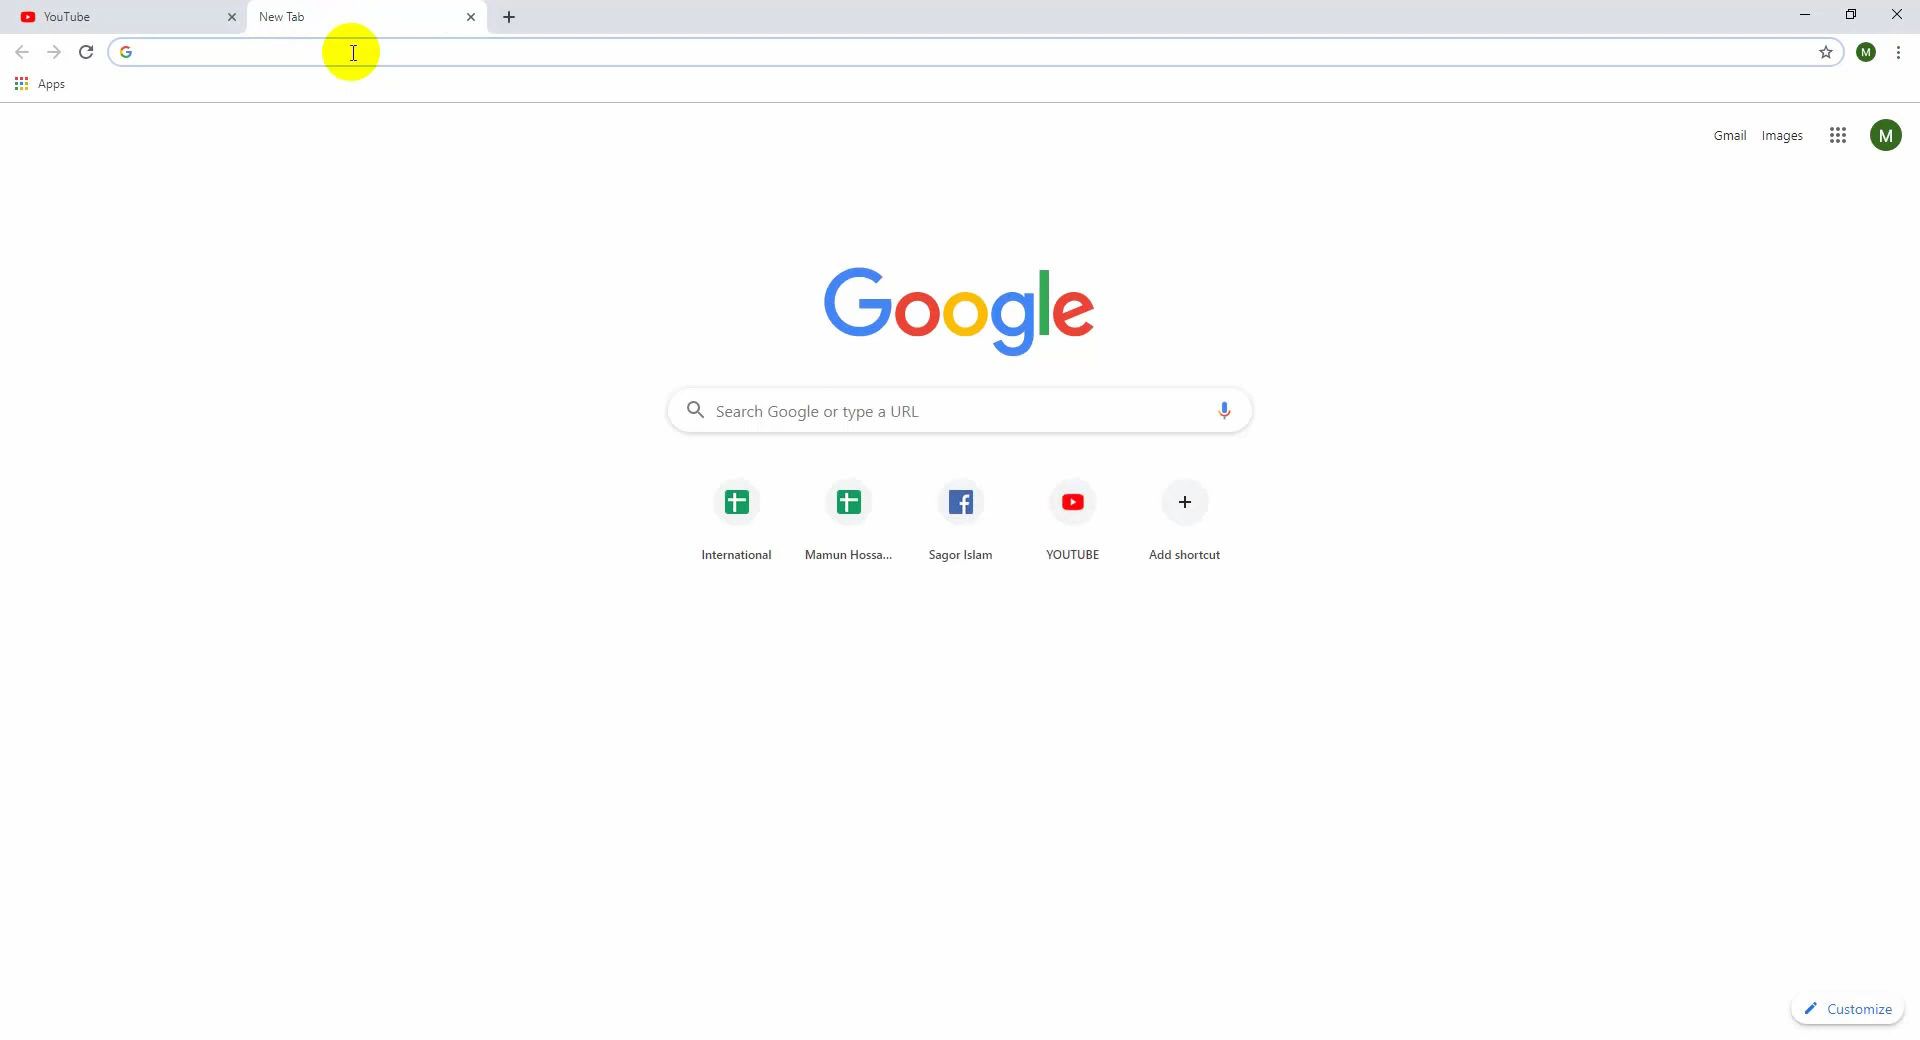 YouTube
New Tab
M
Apps
Gmail Images M
Google
Search Google or type a URL
International Mamun Hossa... Sagor Islam YOUTUBE Add shortcut
Customize